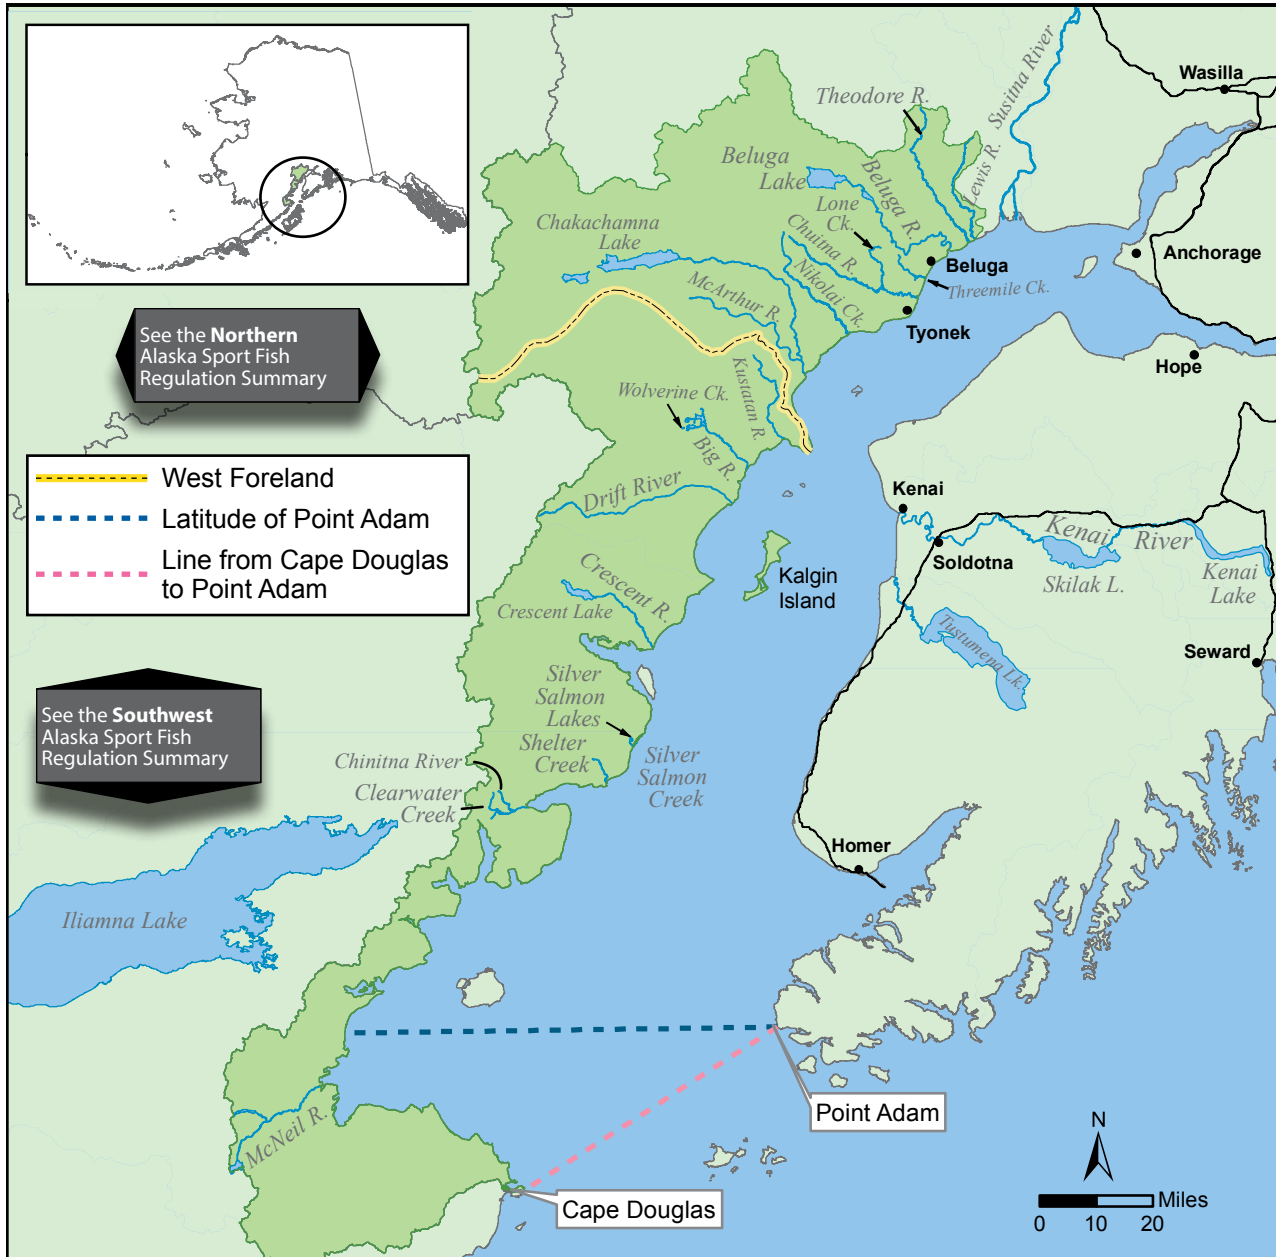 Wasilla
Susitna River
Theodore R.
Lewis R.
Beluga
Lake
Beluga R.
Lone
Ck.
Chuitna R.
Nikolai Ck.
Chakachamna
Lake
McArthur R.
Beluga
Threemile Ck.
Anchorage
Tyonek
Hope
See the Northern
Alaska Sport Fish
Regulation Summary
Kustatan R.
Wolverine Ck.
Big R.
West Foreland
Latitude of Point Adam
Line from Cape Douglas
to Point Adam
Drift River
Kenai
Soldotna
Kenai River
Skilak L.
Kenai
Lake
Kalgin
Island
Crescent R.
Crescent Lake
Tustumena Lk.
Seward
See the Southwest
Alaska Sport Fish
Regulation Summary
Silver
Salmon
Lakes
Shelter
Creek
Silver
Salmon
Creek
Chinitna River
Clearwater
Creek
Homer
Iliamna Lake
Point Adam
McNeil R.
Cape Douglas
N
Miles
0 10 20